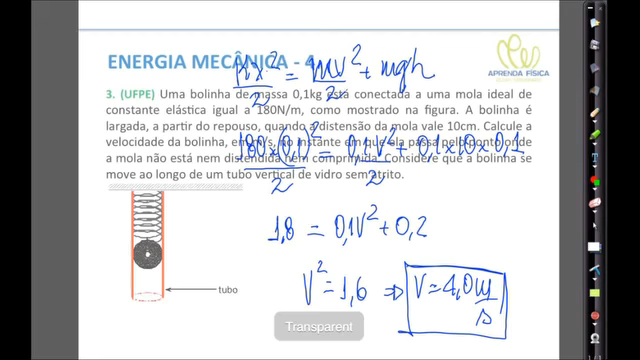 ENERGIA MECÂNICA - 4
APRENDA FÍSICA
kx²/2 = mv²/2 + mgh
3. (UFPE) Uma bolinha de massa 0,1kg está conectada a uma mola ideal de
constante elástica igual a 180N/m, como mostrado na figura. A bolinha é
largada, a partir do repouso, quando a distensão da mola vale 10cm. Calcule a
velocidade da bolinha, em m/s, no instante em que ela passa pelo ponto onde
a mola não está nem distendida nem comprimida. Considere que a bolinha se
move ao longo de um tubo vertical de vidro sem atrito.
180×(0,1)²/2 = 0,1V²/2 + 0,1×10×0,1
1,8 = 0,1V² + 0,2
V² = 1,6 ⇒ V = 4,0 m/s
tubo
Transparent